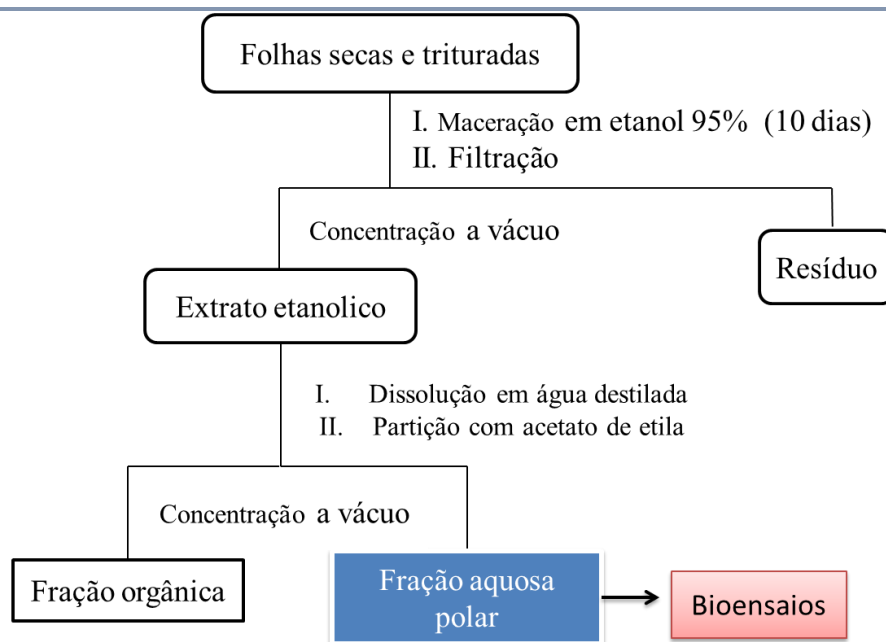 Folhas secas e trituradas
I. Maceração em etanol 95% (10 dias)
II. Filtração
Concentração a vácuo
Resíduo
Extrato etanolico
I. Dissolução em água destilada
II. Partição com acetato de etila
Concentração a vácuo
Fração orgânica
Fração aquosa
polar
Bioensaios